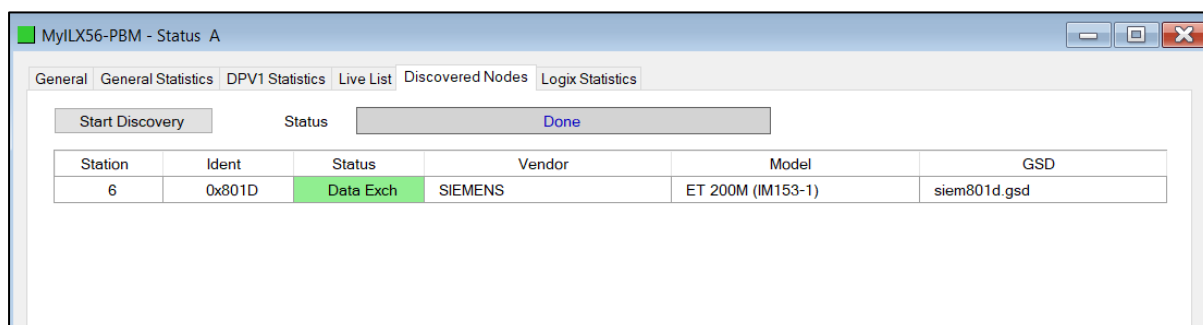 MyILX56-PBM - Status A
General General Statistics DPV1 Statistics Live List Discovered Nodes Logix Statistics
Start Discovery Status Done
Station Ident Status Vendor Model GSD
6 0x801D Data Exch SIEMENS ET 200M (IM153-1) siem801d.gsd